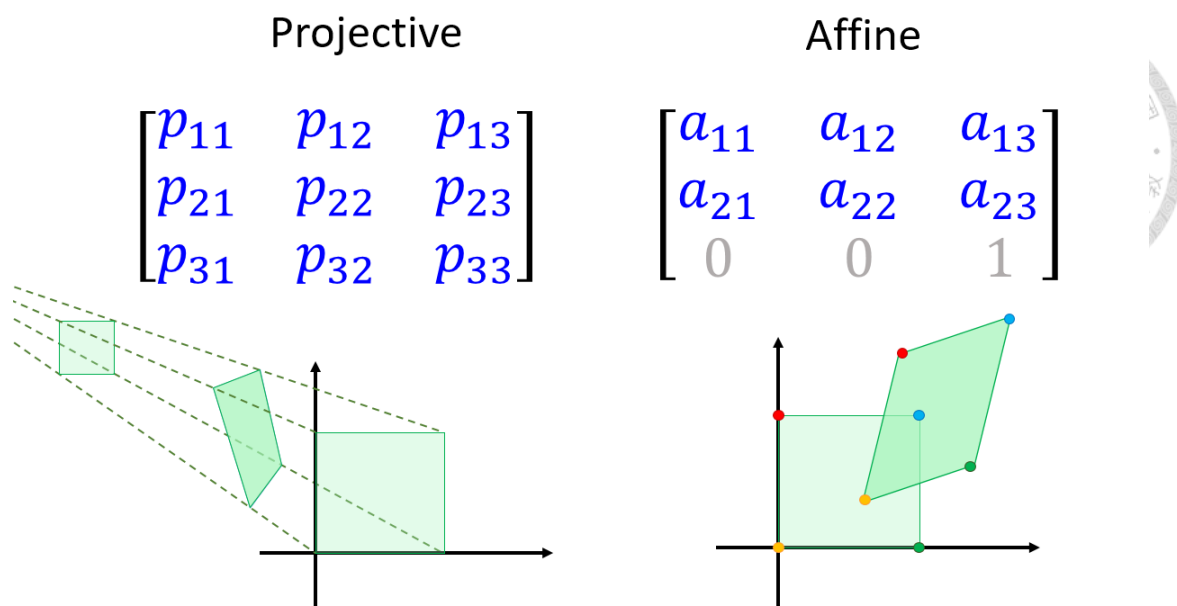 Projective
Affine
p₁₁ p₁₂ p₁₃
p₂₁ p₂₂ p₂₃
p₃₁ p₃₂ p₃₃
a₁₁ a₁₂ a₁₃
a₂₁ a₂₂ a₂₃
0 0 1